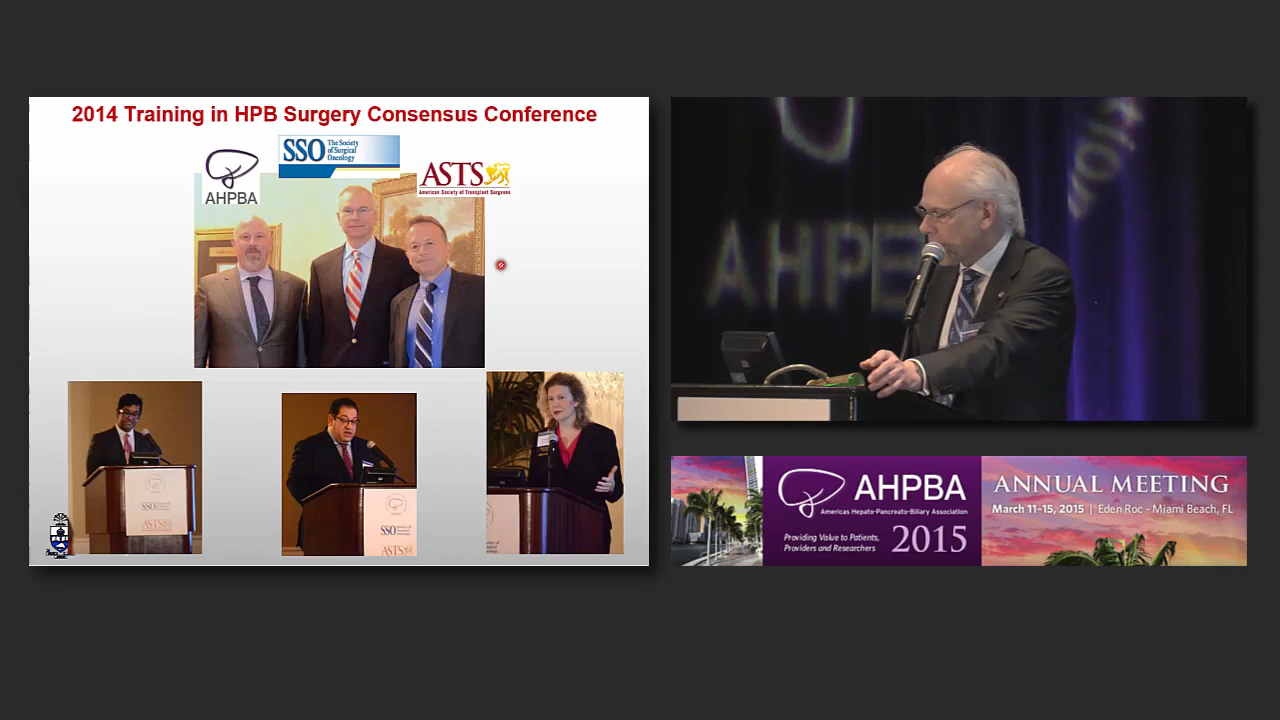 2014 Training in HPB Surgery Consensus Conference
AHPBA
SSO The Society of Surgical Oncology
ASTS
American Society of Transplant Surgeons
SSO
ASTS
SSO
ASTS
AHPB
AHPBA
Americas Hepato-Pancreato-Biliary Association
Providing Value to Patients,
Providers and Researchers
2015
ANNUAL MEETING
March 11-15, 2015 | Eden Roc - Miami Beach, FL